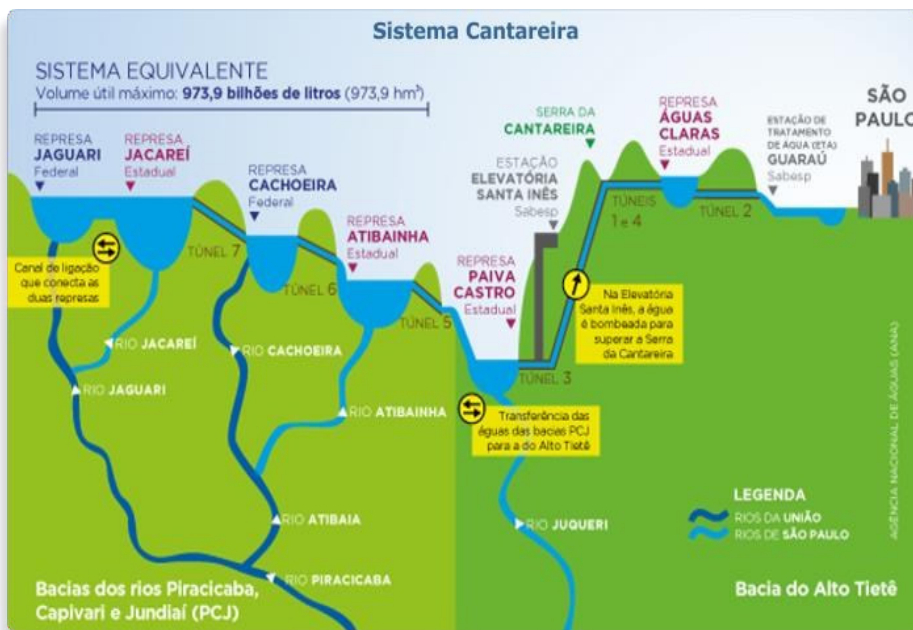 Sistema Cantareira
SISTEMA EQUIVALENTE
Volume útil máximo: 973,9 bilhões de litros (973,9 hm³)
REPRESA
JAGUARI
Federal
REPRESA
JACAREÍ
Estadual
REPRESA
CACHOEIRA
Federal
REPRESA
ATIBAINHA
Estadual
REPRESA
PAIVA
CASTRO
Estadual
ESTAÇÃO
ELEVATÓRIA
SANTA INÊS
Sabesp
SERRA DA
CANTAREIRA
REPRESA
ÁGUAS
CLARAS
Estadual
ESTAÇÃO DE
TRATAMENTO
DE ÁGUA (ETA)
GUARAÚ
Sabesp
SÃO
PAULO
TÚNEL 7
TÚNEL 6
TÚNEL 5
TÚNEL 3
TÚNEIS
1 e 4
TÚNEL 2
Canal de ligação
que conecta as
duas represas
Na Elevatória
Santa Inês, a água
é bombeada para
superar a Serra
da Cantareira
Transferência das
águas das bacias PCJ
para a do Alto Tietê
RIO JACAREÍ
RIO JAGUARI
RIO CACHOEIRA
RIO ATIBAINHA
RIO ATIBAIA
RIO PIRACICABA
RIO JUQUERI
LEGENDA
RIOS DA UNIÃO
RIOS DE SÃO PAULO
AGÊNCIA NACIONAL DE ÁGUAS (ANA)
Bacias dos rios Piracicaba,
Capivari e Jundiaí (PCJ)
Bacia do Alto Tietê